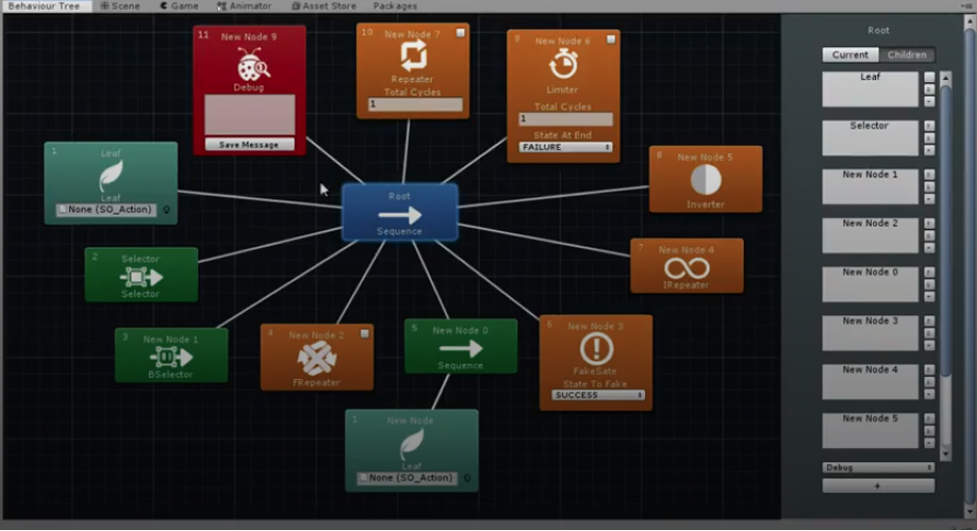 Behaviour Tree Scene Game Animator Asset Store Packages
11
New Node 9
Debug
Save Message
10
New Node 7
Repeater
Total Cycles
1
9
New Node 6
Limiter
Total Cycles
1
State At End
FAILURE
1
Leaf
Leaf
None (SO_Action)
Root
Sequence
8
New Node 5
Inverter
2
Selector
Selector
7
New Node 4
IRepeater
3
New Node 1
BSelector
4
New Node 2
FRepeater
5
New Node 0
Sequence
6
New Node 3
FakeSate
State To Fake
SUCCESS
1
New Node
Leaf
None (SO_Action)
Root
Current Children
Leaf
Selector
New Node 1
New Node 2
New Node 0
New Node 3
New Node 4
New Node 5
Debug
+